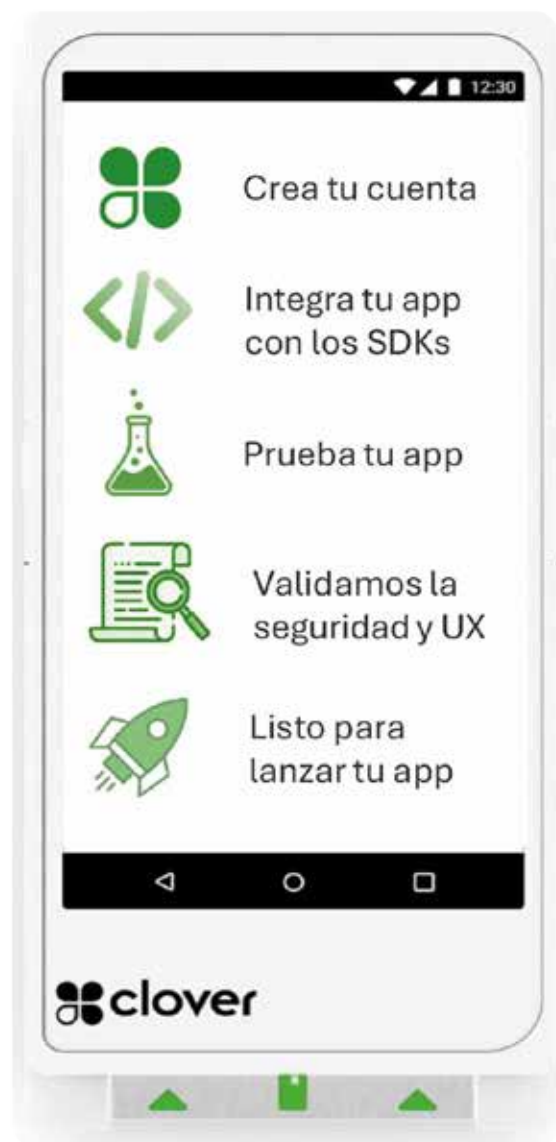 12:30
Crea tu cuenta
Integra tu app
con los SDKs
Prueba tu app
Validamos la
seguridad y UX
Listo para
lanzar tu app
clover